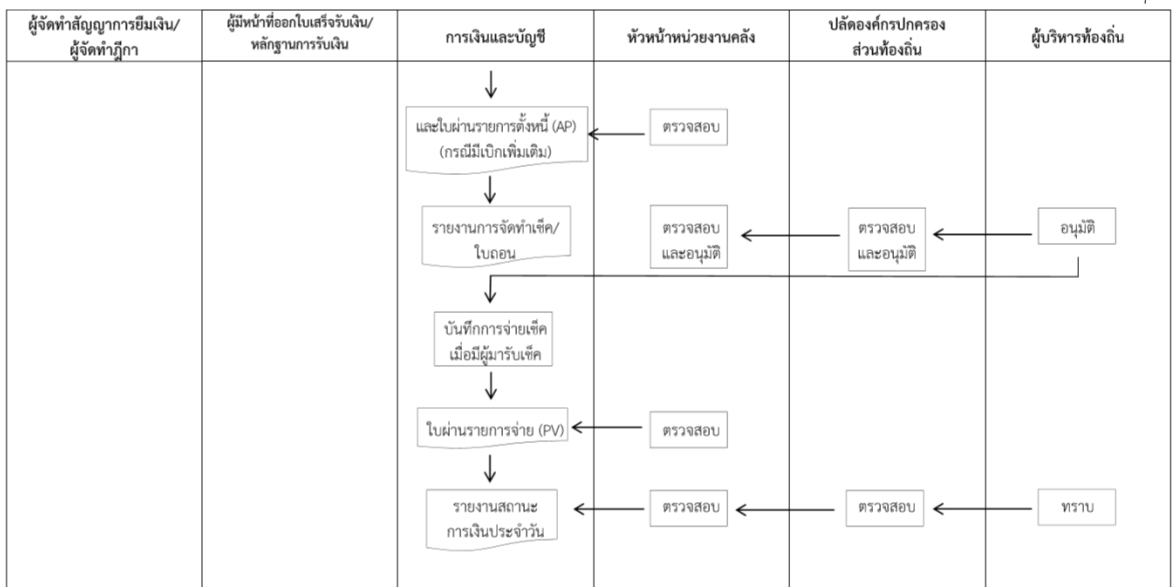 ผู้จัดทำสัญญาการยืมเงิน/
ผู้จัดทำฎีกา
ผู้มีหน้าที่ออกใบเสร็จรับเงิน/
หลักฐานการรับเงิน
การเงินและบัญชี
หัวหน้าหน่วยงานคลัง
ปลัดองค์กรปกครอง
ส่วนท้องถิ่น
ผู้บริหารท้องถิ่น
และใบผ่านรายการตั้งหนี้ (AP)
(กรณีมีเบิกเพิ่มเติม)
ตรวจสอบ
รายงานการจัดทำเช็ค/
ใบถอน
ตรวจสอบ
และอนุมัติ
ตรวจสอบ
และอนุมัติ
อนุมัติ
บันทึกการจ่ายเช็ค
เมื่อมีผู้มารับเช็ค
ใบผ่านรายการจ่าย (PV)
ตรวจสอบ
รายงานสถานะ
การเงินประจำวัน
ตรวจสอบ
ตรวจสอบ
ทราบ